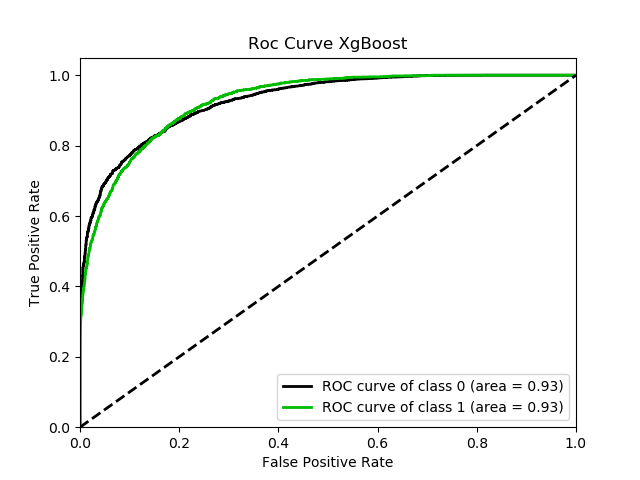 Roc Curve XgBoost
True Positive Rate
1.0
0.8
0.6
0.4
0.2
0.0
ROC curve of class 0 (area = 0.93)
ROC curve of class 1 (area = 0.93)
0.0 0.2 0.4 0.6 0.8 1.0
False Positive Rate